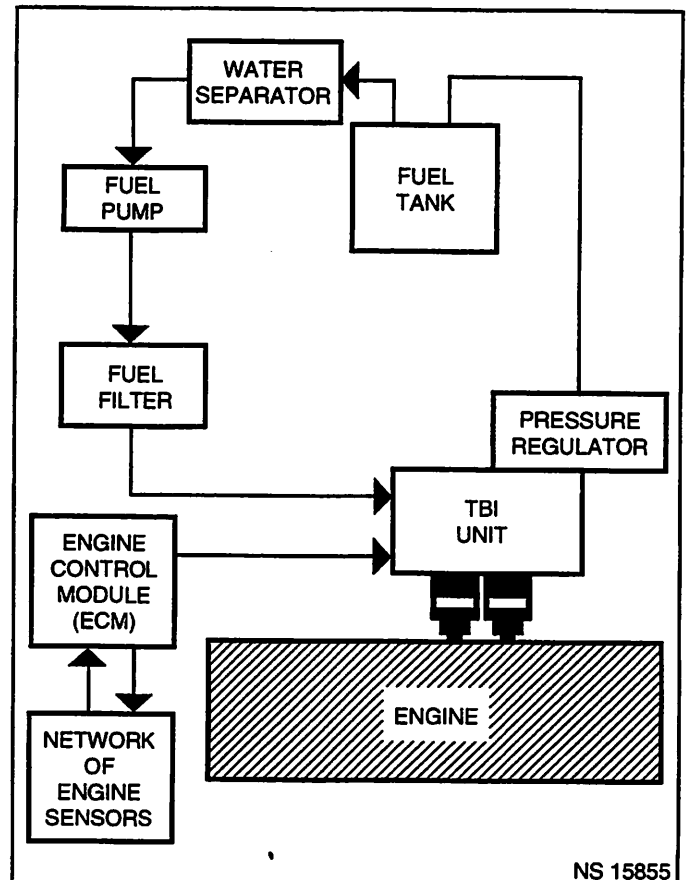 WATER
SEPARATOR
FUEL
TANK
FUEL
PUMP
FUEL
FILTER
PRESSURE
REGULATOR
TBI
UNIT
ENGINE
CONTROL
MODULE
(ECM)
ENGINE
NETWORK
OF
ENGINE
SENSORS
NS 15855